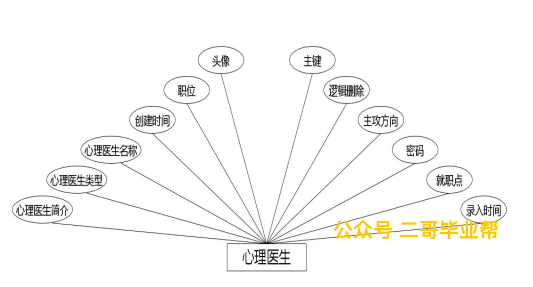 头像
主键
职位
逻辑删除
创建时间
主攻方向
心理医生名称
密码
心理医生类型
就职点
心理医生简介
录入时间
公众号 二哥毕业帮
心理医生